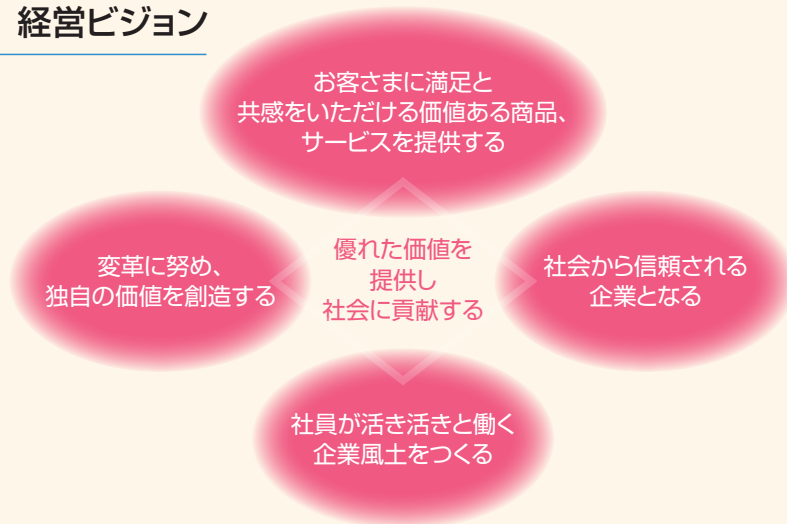 経営ビジョン
お客さまに満足と
共感をいただける価値ある商品、
サービスを提供する
変革に努め、
独自の価値を創造する
優れた価値を
提供し
社会に貢献する
社会から信頼される
企業となる
社員が活き活きと働く
企業風土をつくる